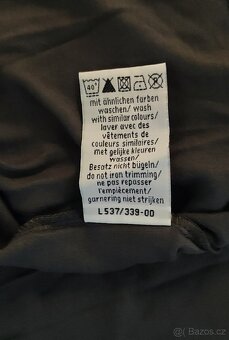 40°
mit ähnlichen farben
waschen/ wash
with similar colours/
laver avec des
vêtements de
couleurs similaires/
met gelijke kleuren
wassen/
Besatz nicht bügeln/
do not iron trimming/
ne pas repasser
l'empiècement/
garnering niet strijken
L537/339-00
Bazos.cz